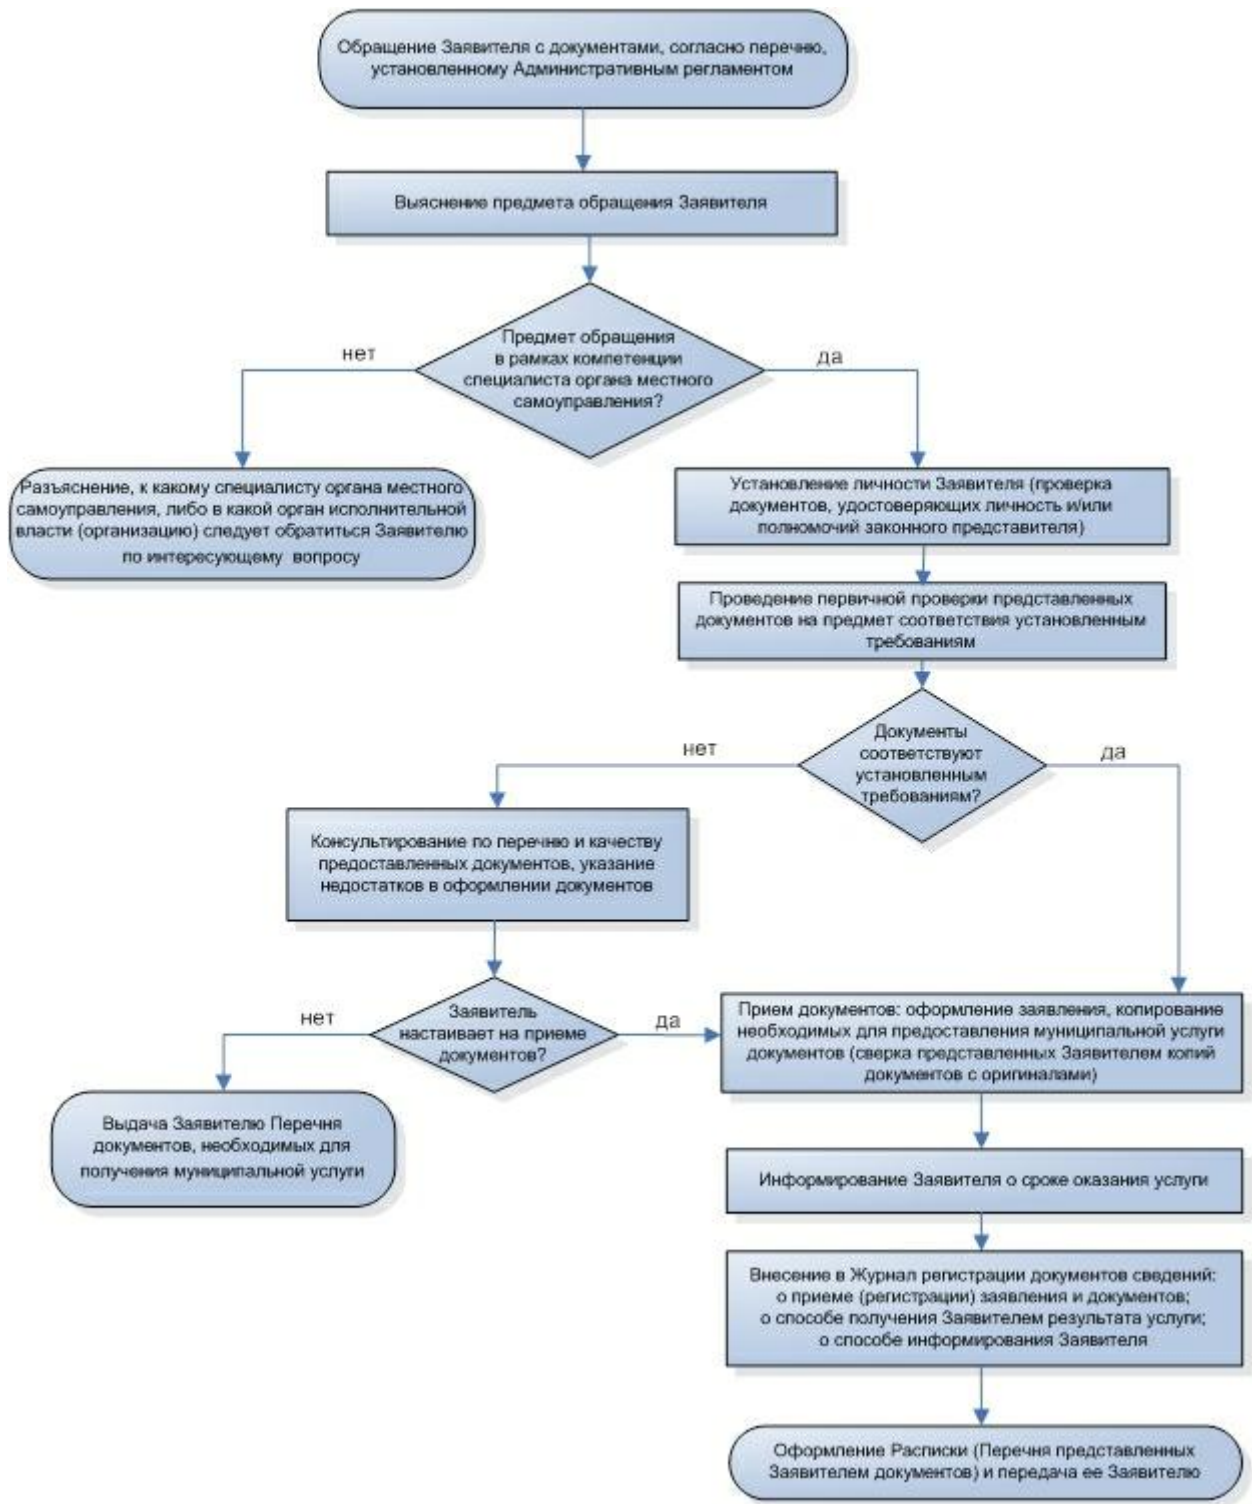 Обращение Заявителя с документами, согласно перечню,
установленному Административным регламентом
Выяснение предмета обращения Заявителя
Предмет обращения
в рамках компетенции
специалиста органа местного
самоуправления?
нет
да
Разъяснение, к какому специалисту органа местного
самоуправления, либо в какой орган исполнительной
власти (организацию) следует обратиться Заявителю
по интересующему вопросу
Установление личности Заявителя (проверка
документов, удостоверяющих личность и/или
полномочий законного представителя)
Проведение первичной проверки представленных
документов на предмет соответствия установленным
требованиям
Документы
соответствуют
установленным
требованиям?
нет
да
Консультирование по перечню и качеству
предоставленных документов, указание
недостатков в оформлении документов
Заявитель
настаивает на приеме
документов?
нет
да
Выдача Заявителю Перечня
документов, необходимых для
получения муниципальной услуги
Прием документов: оформление заявления, копирование
необходимых для предоставления муниципальной услуги
документов (сверка представленных Заявителем копий
документов с оригиналами)
Информирование Заявителя о сроке оказания услуги
Внесение в Журнал регистрации документов сведений:
о приеме (регистрации) заявления и документов;
о способе получения Заявителем результата услуги;
о способе информирования Заявителя
Оформление Расписки (Перечня представленных
Заявителем документов) и передача ее Заявителю